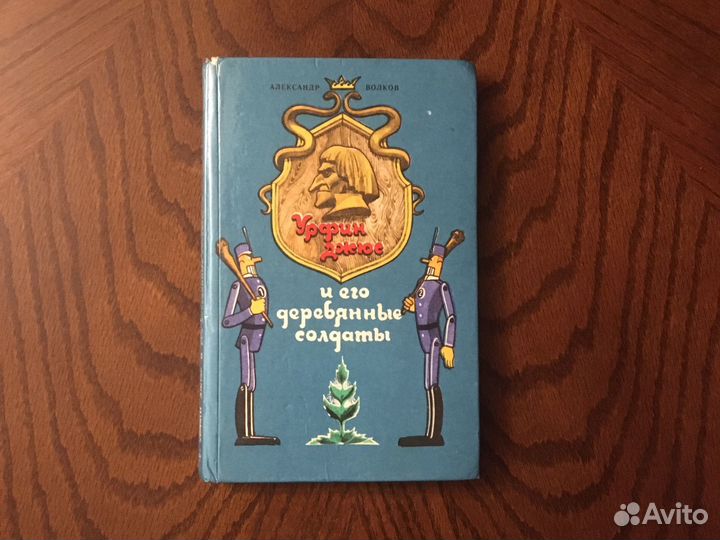 АЛЕКСАНДР ВОЛКОВ
Урфин
Джюс
и его
деревянные
солдаты
Avito